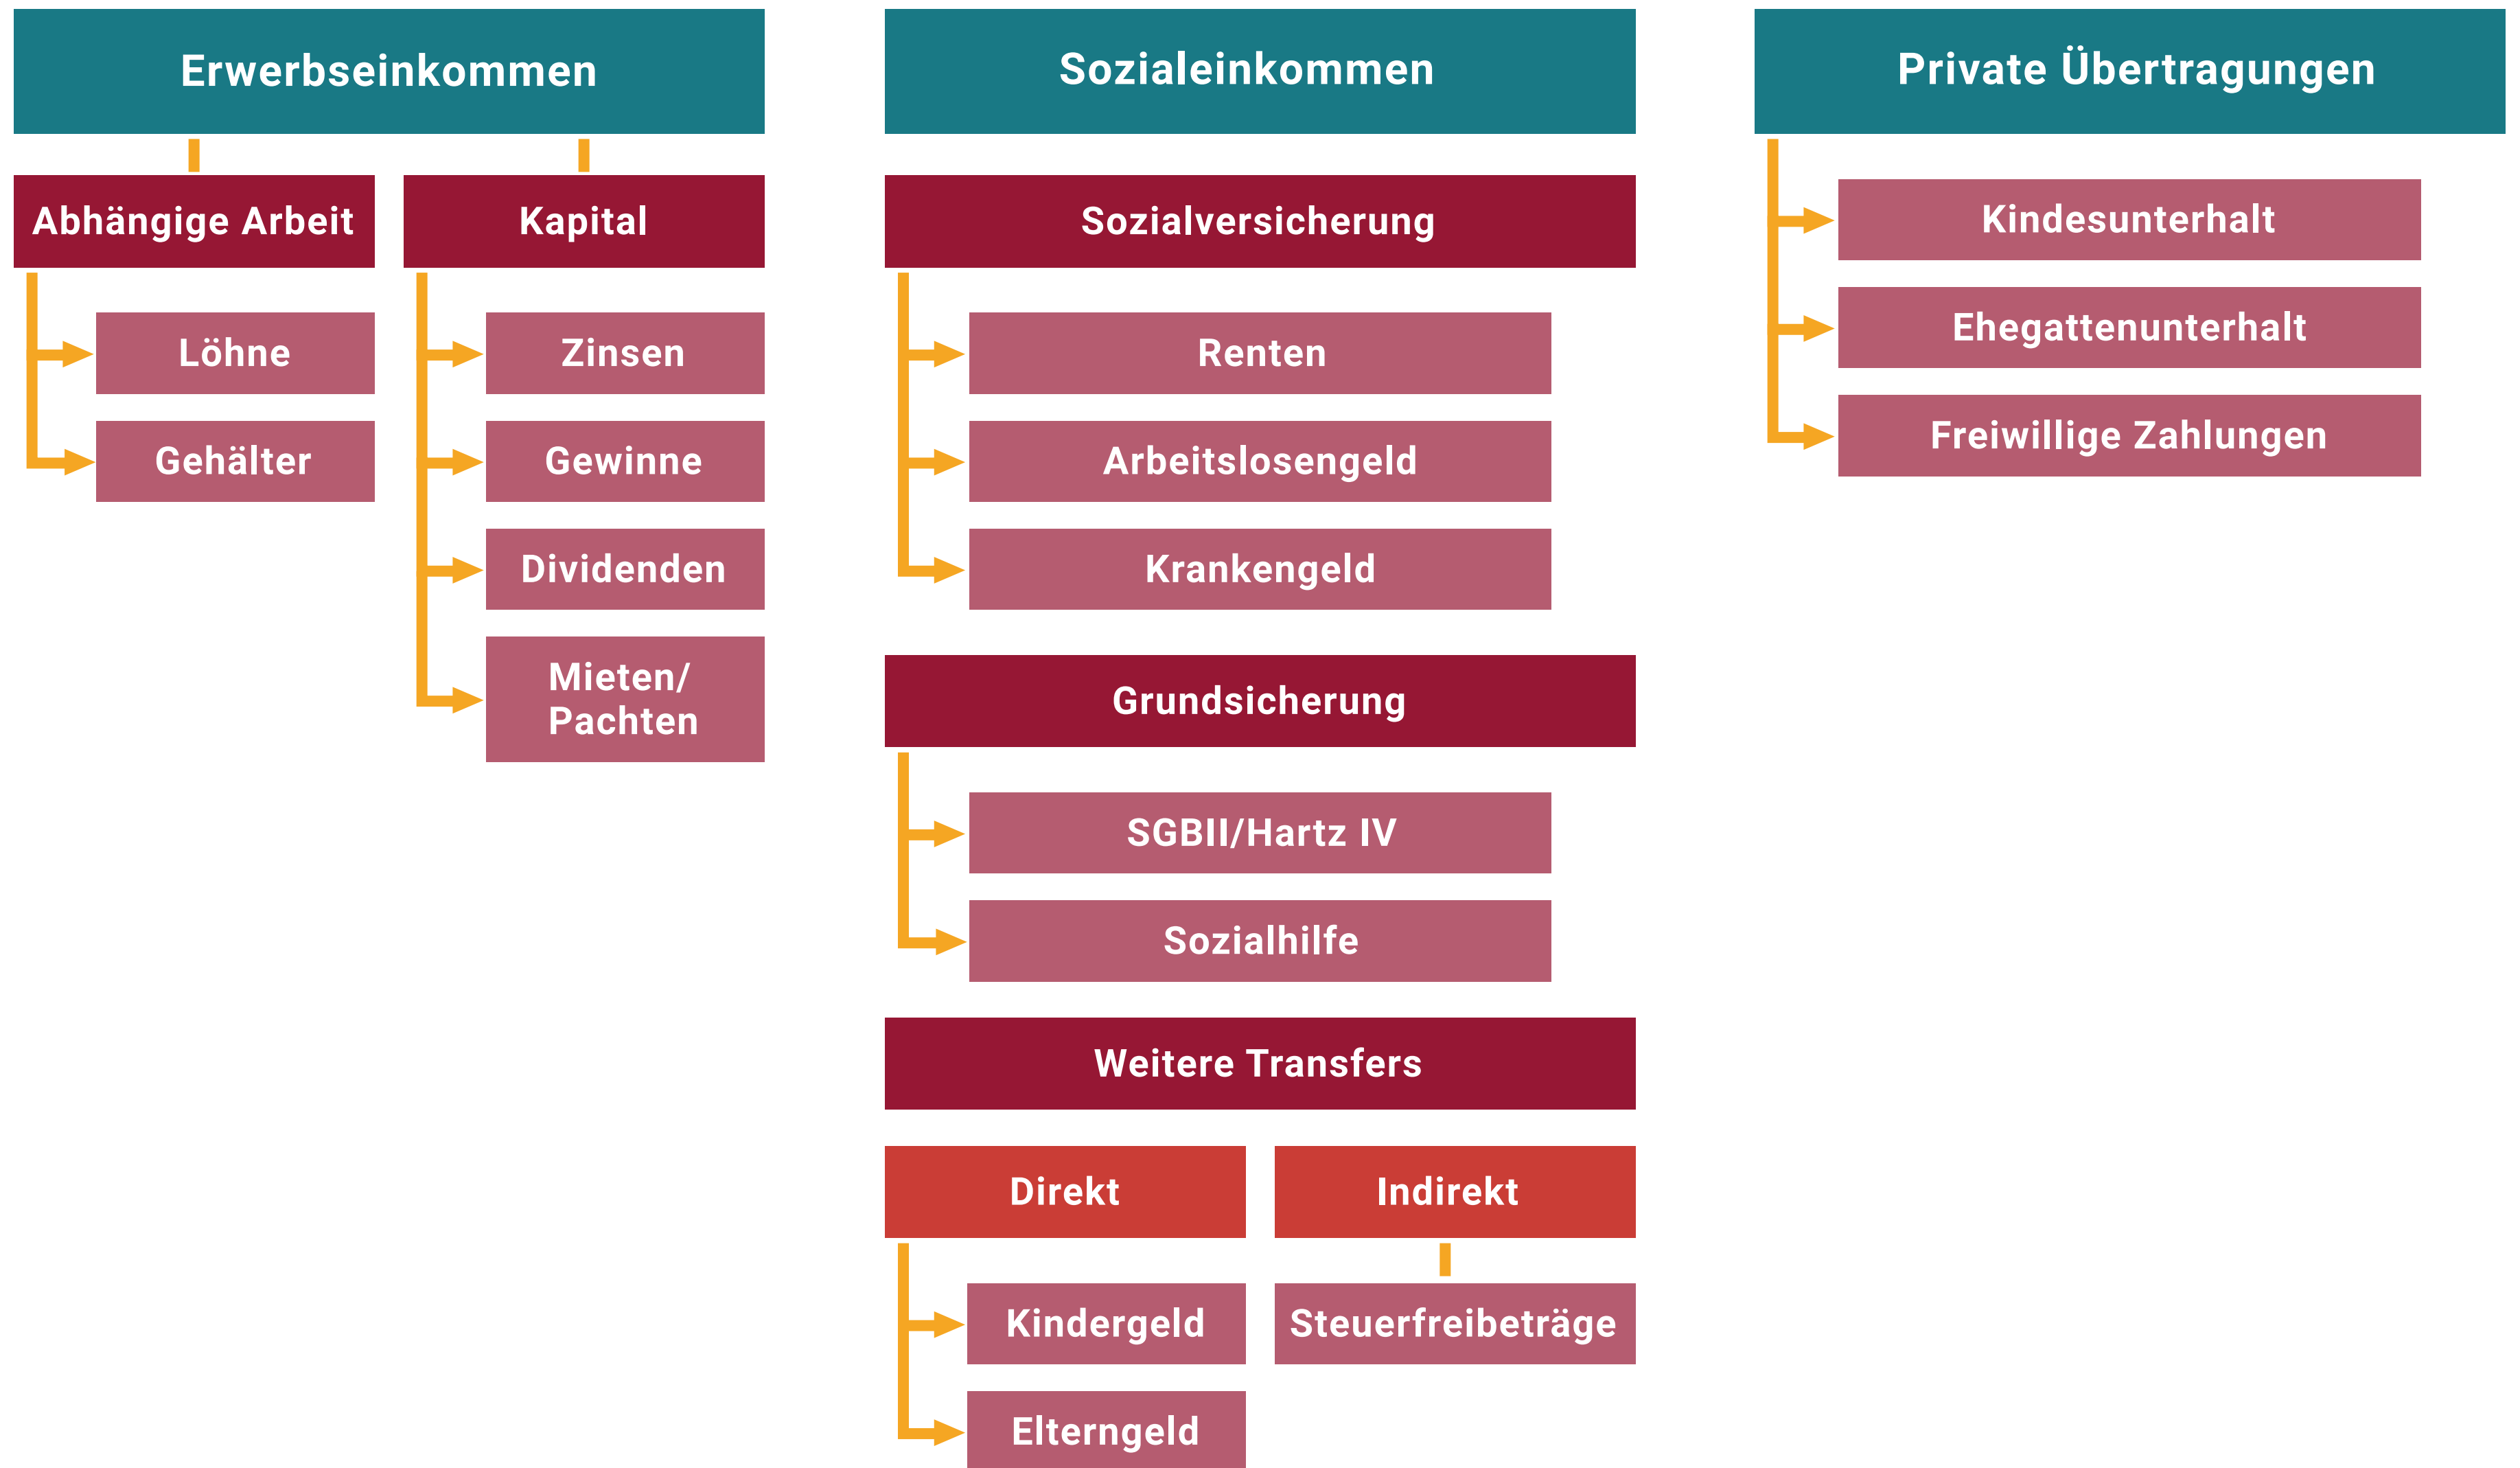 Erwerbseinkommen
Abhängige Arbeit
Löhne
Gehälter
Kapital
Zinsen
Gewinne
Dividenden
Mieten/
Pachten
Sozialeinkommen
Sozialversicherung
Renten
Arbeitslosengeld
Krankengeld
Grundsicherung
SGBII/Hartz IV
Sozialhilfe
Weitere Transfers
Direkt
Kindergeld
Elterngeld
Indirekt
Steuerfreibeträge
Private Übertragungen
Kindesunterhalt
Ehegattenunterhalt
Freiwillige Zahlungen